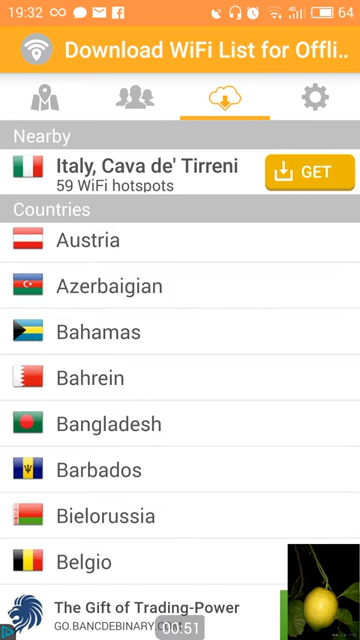 19:32 64
Download WiFi List for Offli..
Nearby
Italy, Cava de' Tirreni
59 WiFi hotspots
GET
Countries
Austria
Azerbaigian
Bahamas
Bahrein
Bangladesh
Barbados
Bielorussia
Belgio
The Gift of Trading-Power
GO.BANCDEBINARY.
00:51